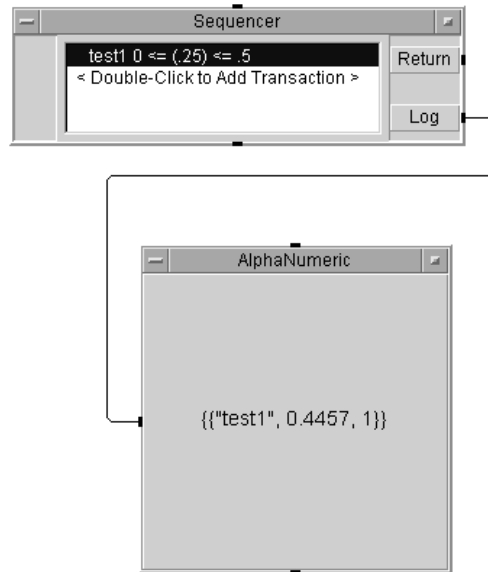 Sequencer
test1 0 <= (.25) <= .5
< Double-Click to Add Transaction >
Return
Log
AlphaNumeric
{{"test1", 0.4457, 1}}